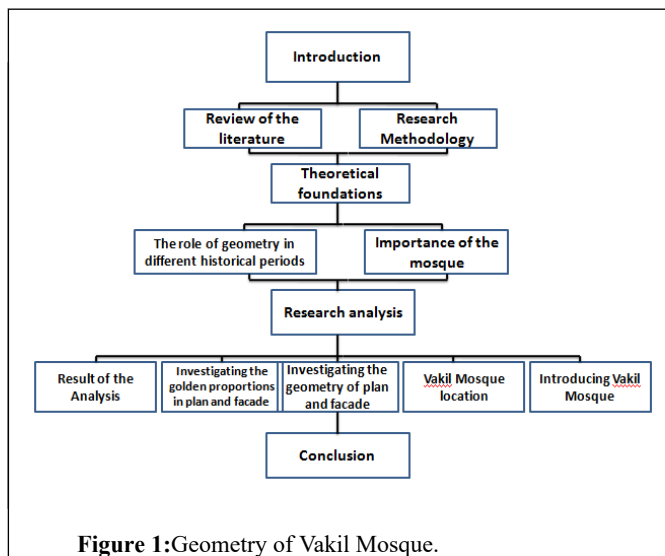 Introduction
Review of the
literature
Research
Methodology
Theoretical
foundations
The role of geometry in
different historical periods
Importance of the
mosque
Research analysis
Result of the
Analysis
Investigating the
golden proportions
in plan and facade
Investigating the
geometry of plan
and facade
Vakil Mosque
location
Introducing Vakil
Mosque
Conclusion
Figure 1:Geometry of Vakil Mosque.